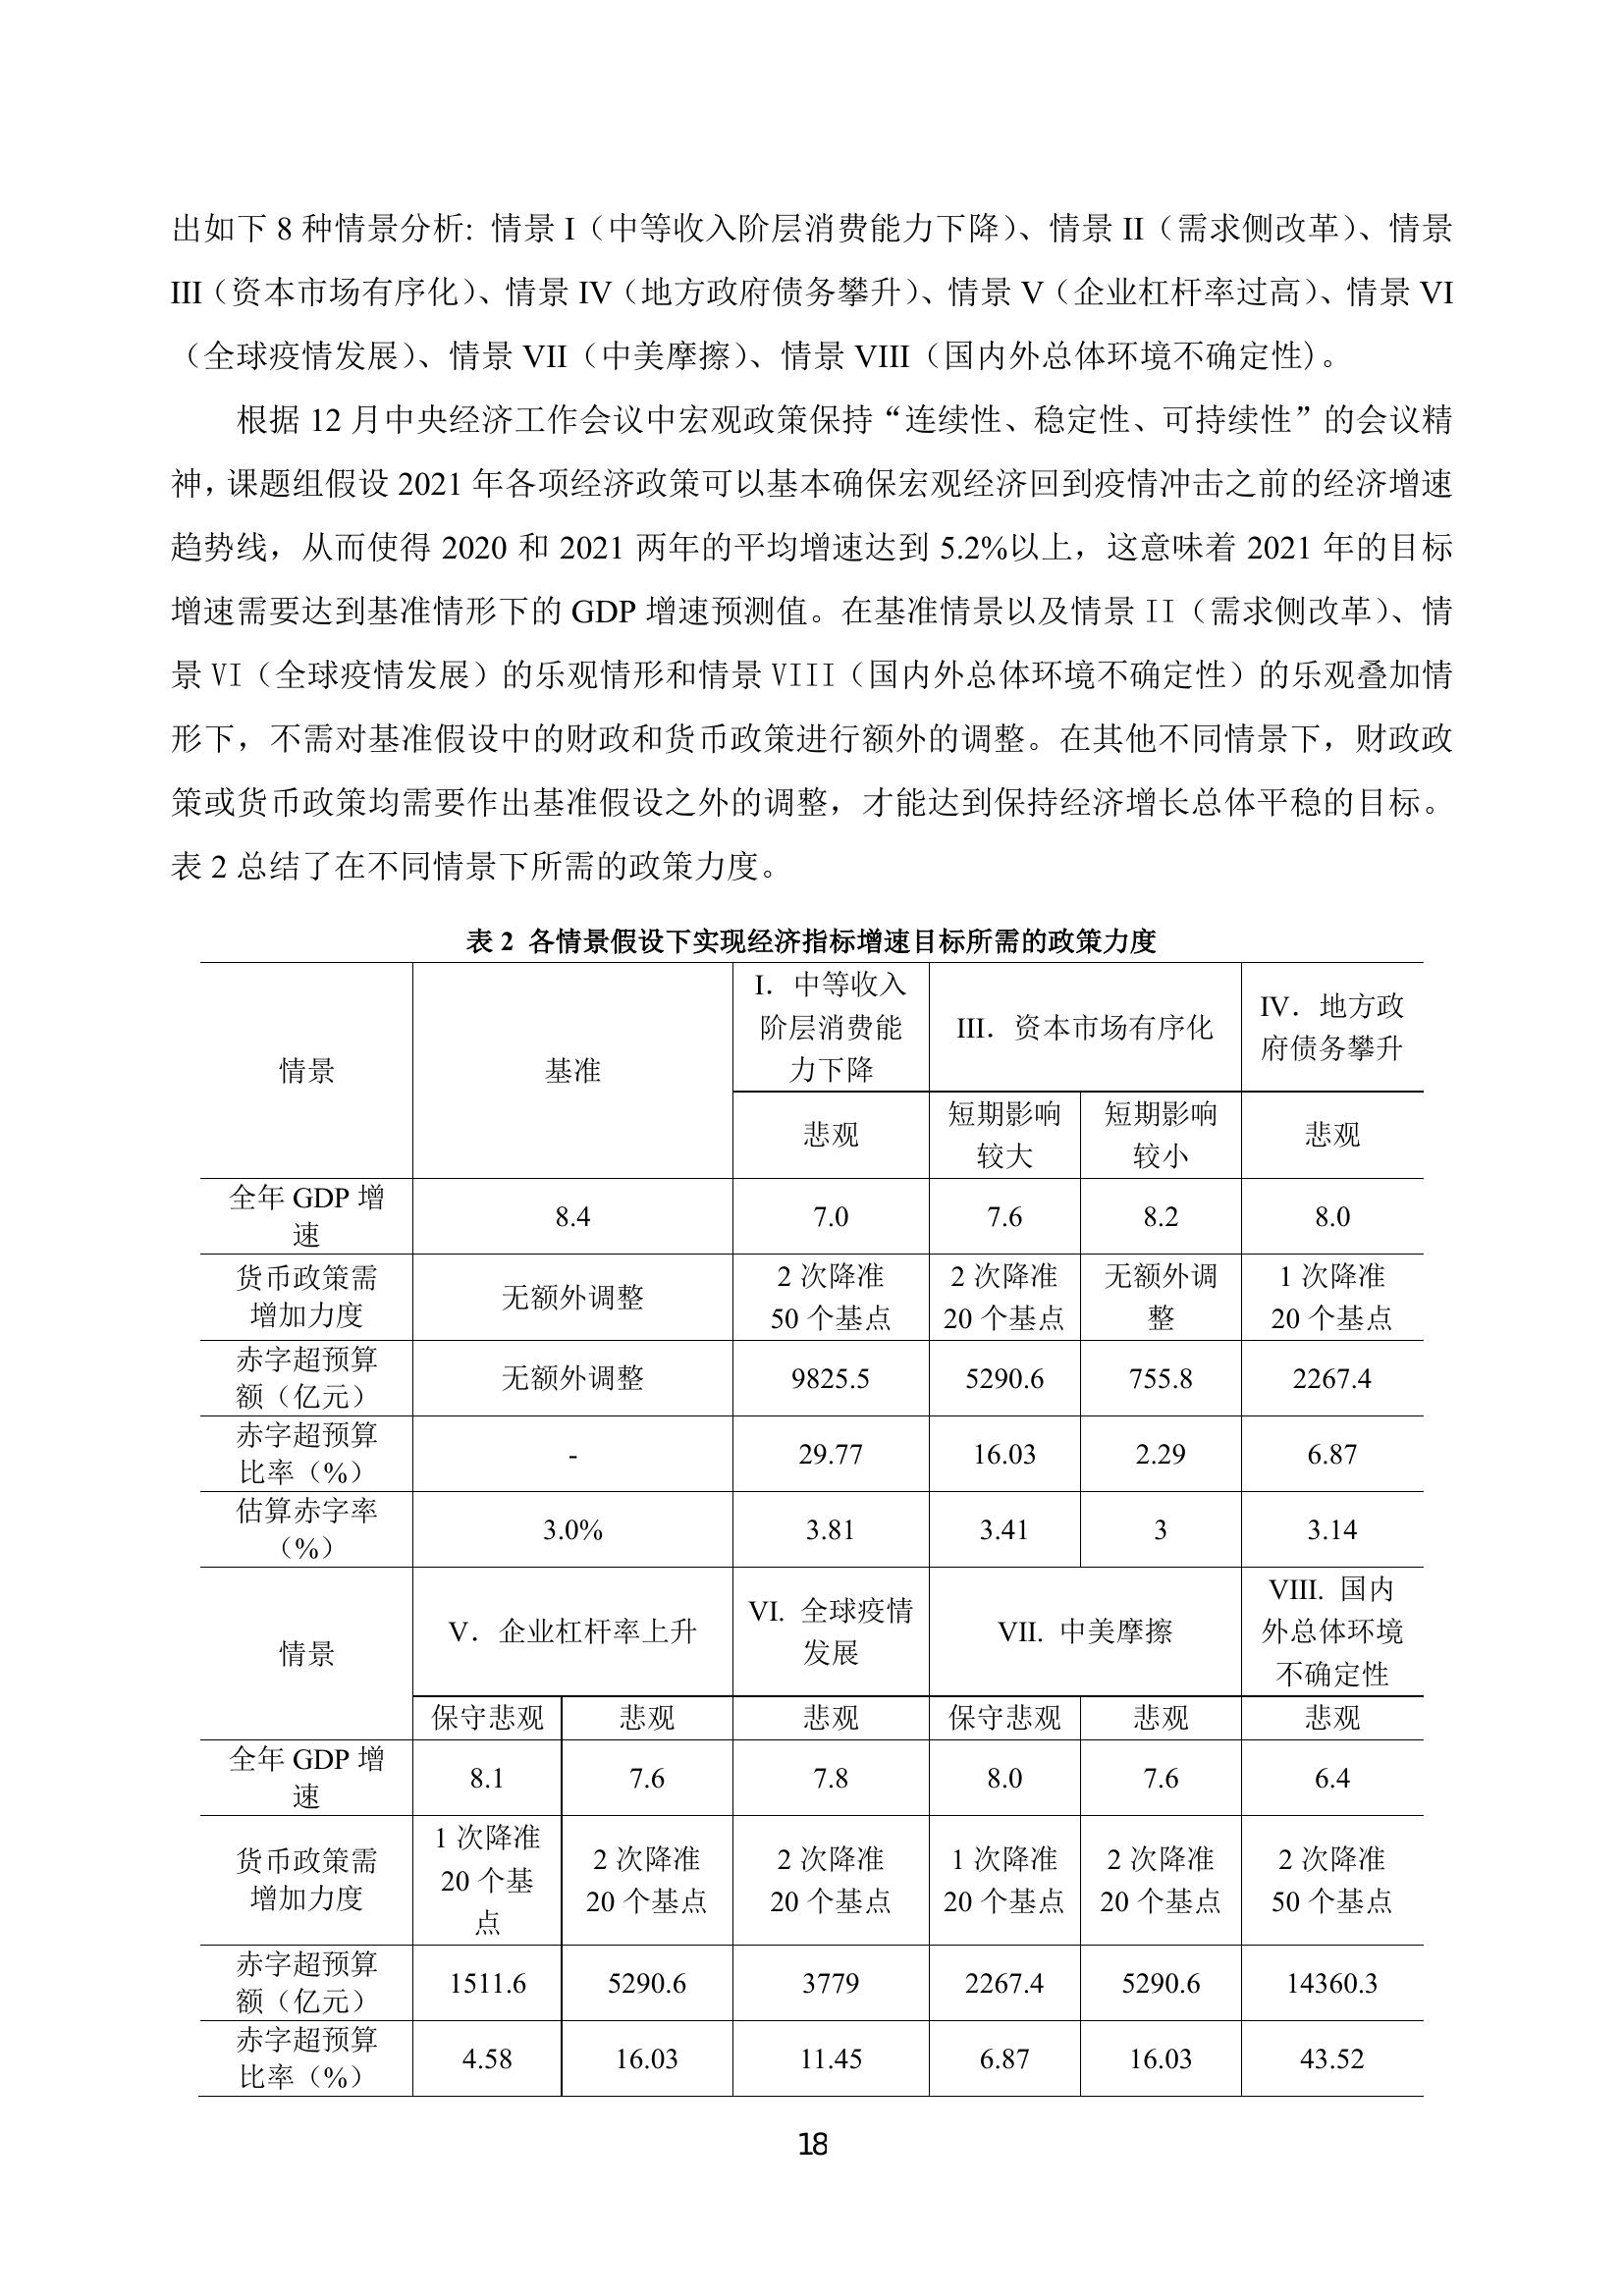 出如下 8 种情景分析: 情景 I（中等收入阶层消费能力下降）、情景 II（需求侧改革）、情景
III（资本市场有序化）、情景 IV（地方政府债务攀升）、情景 V（企业杠杆率过高）、情景 VI
（全球疫情发展）、情景 VII（中美摩擦）、情景 VIII（国内外总体环境不确定性）。
根据 12 月中央经济工作会议中宏观政策保持“连续性、稳定性、可持续性”的会议精
神，课题组假设 2021 年各项经济政策可以基本确保宏观经济回到疫情冲击之前的经济增速
趋势线，从而使得 2020 和 2021 两年的平均增速达到 5.2%以上，这意味着 2021 年的目标
增速需要达到基准情形下的 GDP 增速预测值。在基准情景以及情景 II（需求侧改革）、情
景 VI（全球疫情发展）的乐观情形和情景 VIII（国内外总体环境不确定性）的乐观叠加情
形下，不需对基准假设中的财政和货币政策进行额外的调整。在其他不同情景下，财政政
策或货币政策均需要作出基准假设之外的调整，才能达到保持经济增长总体平稳的目标。
表 2 总结了在不同情景下所需的政策力度。
表 2 各情景假设下实现经济指标增速目标所需的政策力度
情景 基准 I．中等收入 III．资本市场有序化 IV．地方政
阶层消费能 府债务攀升
力下降
悲观 短期影响 短期影响 悲观
较大 较小
全年 GDP 增 8.4 7.0 7.6 8.2 8.0
速
货币政策需 无额外调整 2 次降准 2 次降准 无额外调 1 次降准
增加力度 50 个基点 20 个基点 整 20 个基点
赤字超预算 无额外调整 9825.5 5290.6 755.8 2267.4
额（亿元）
赤字超预算 - 29.77 16.03 2.29 6.87
比率（%）
估算赤字率 3.0% 3.81 3.41 3 3.14
（%）
情景 V．企业杠杆率上升 VI. 全球疫情 VII. 中美摩擦 VIII. 国内
发展 外总体环境
不确定性
保守悲观 悲观 悲观 保守悲观 悲观 悲观
全年 GDP 增 8.1 7.6 7.8 8.0 7.6 6.4
速
货币政策需 1 次降准 2 次降准 2 次降准 1 次降准 2 次降准 2 次降准
增加力度 20 个基 20 个基点 20 个基点 20 个基点 20 个基点 50 个基点
点
赤字超预算 1511.6 5290.6 3779 2267.4 5290.6 14360.3
额（亿元）
赤字超预算 4.58 16.03 11.45 6.87 16.03 43.52
比率（%）
18